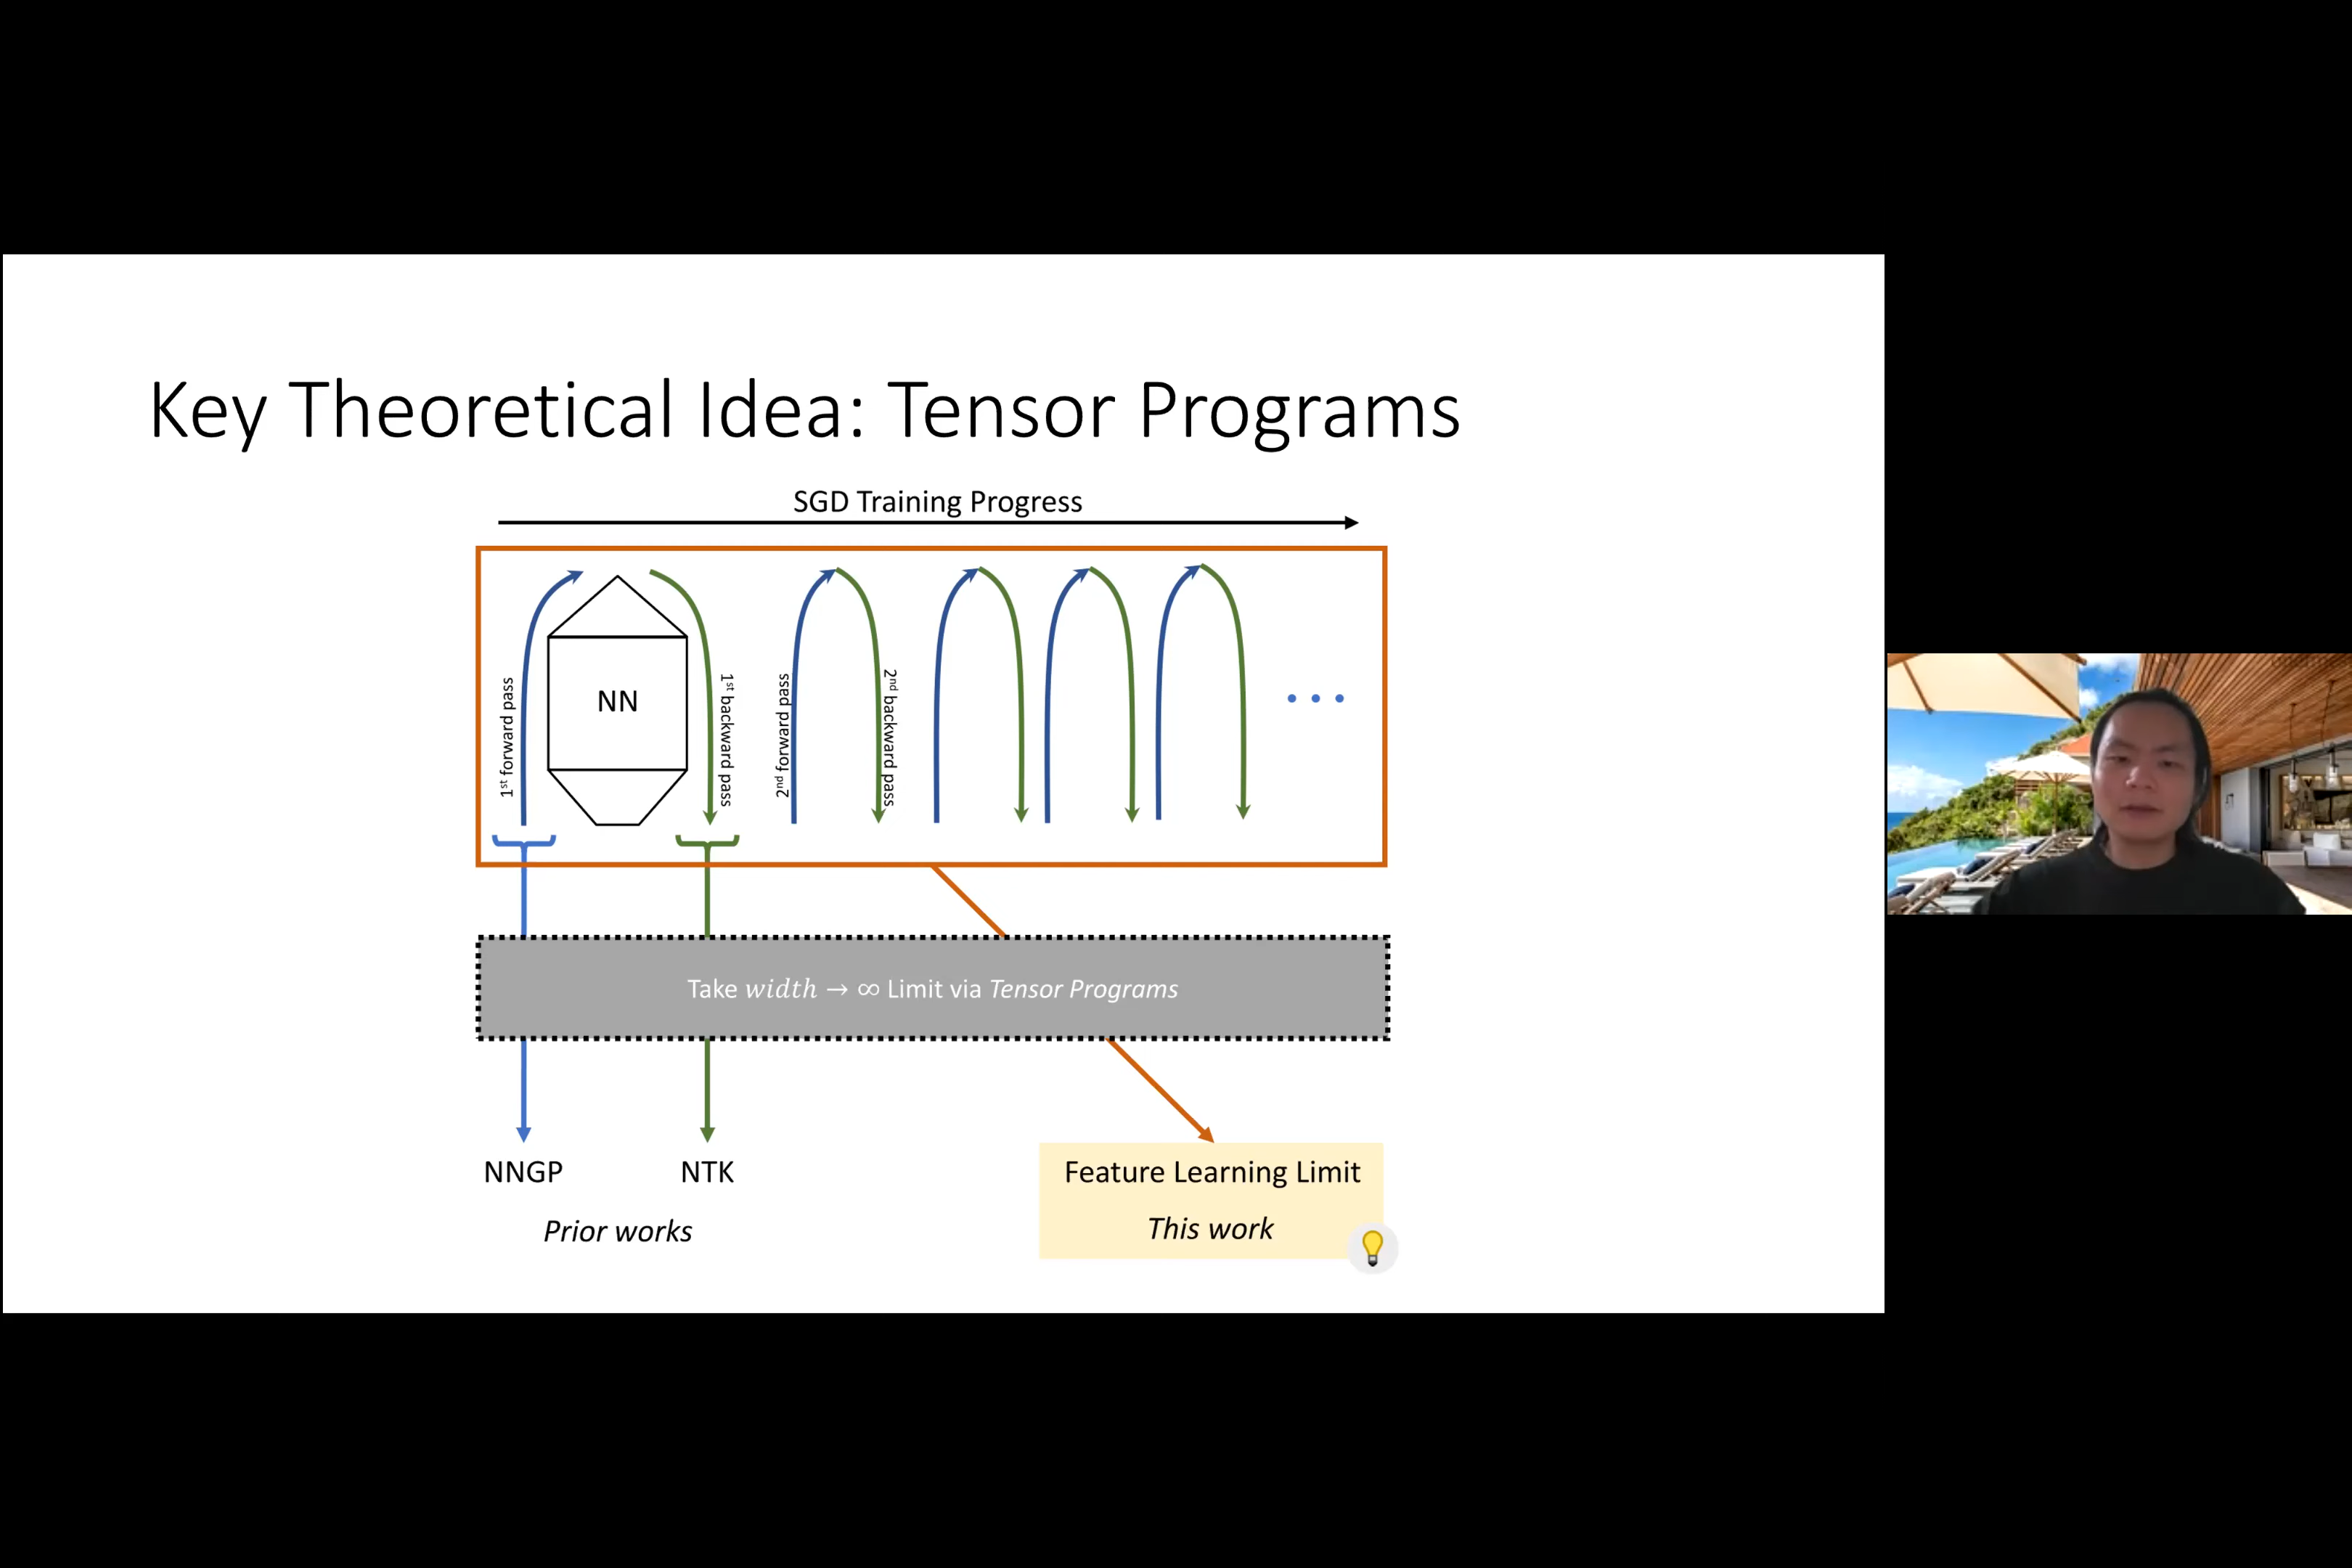 Key Theoretical Idea: Tensor Programs
SGD Training Progress
1st forward pass
NN
1st backward pass
2nd forward pass
2nd backward pass
Take width → ∞ Limit via Tensor Programs
NNGP
NTK
Prior works
Feature Learning Limit
This work